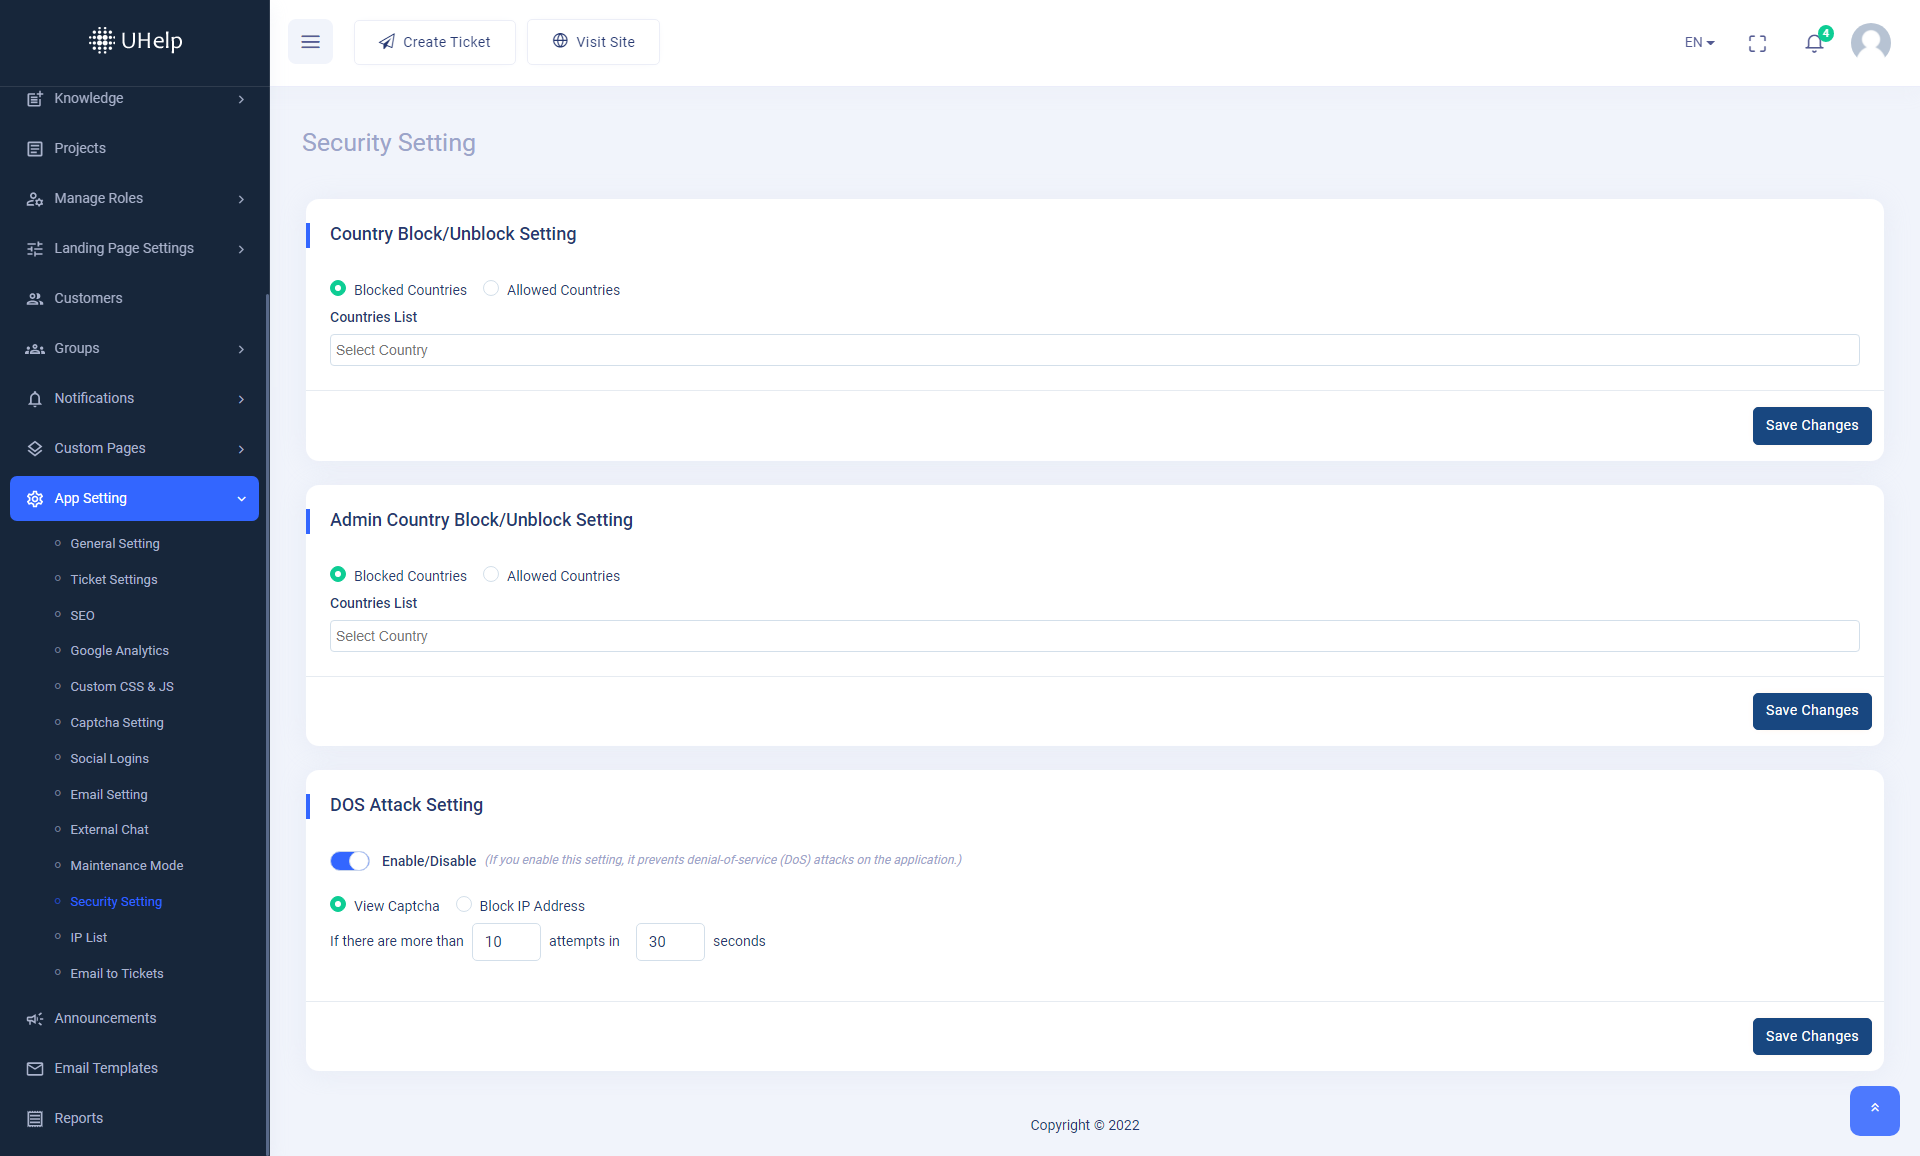 UHelp
Create Ticket
Visit Site
EN
4
Knowledge
Projects
Manage Roles
Landing Page Settings
Customers
Groups
Notifications
Custom Pages
App Setting
General Setting
Ticket Settings
SEO
Google Analytics
Custom CSS & JS
Captcha Setting
Social Logins
Email Setting
External Chat
Maintenance Mode
Security Setting
IP List
Email to Tickets
Announcements
Email Templates
Reports
Security Setting
Country Block/Unblock Setting
Blocked Countries Allowed Countries
Countries List
Select Country
Save Changes
Admin Country Block/Unblock Setting
Blocked Countries Allowed Countries
Countries List
Select Country
Save Changes
DOS Attack Setting
Enable/Disable (If you enable this setting, it prevents denial-of-service (DoS) attacks on the application.)
View Captcha Block IP Address
If there are more than 10 attempts in 30 seconds
Save Changes
Copyright © 2022